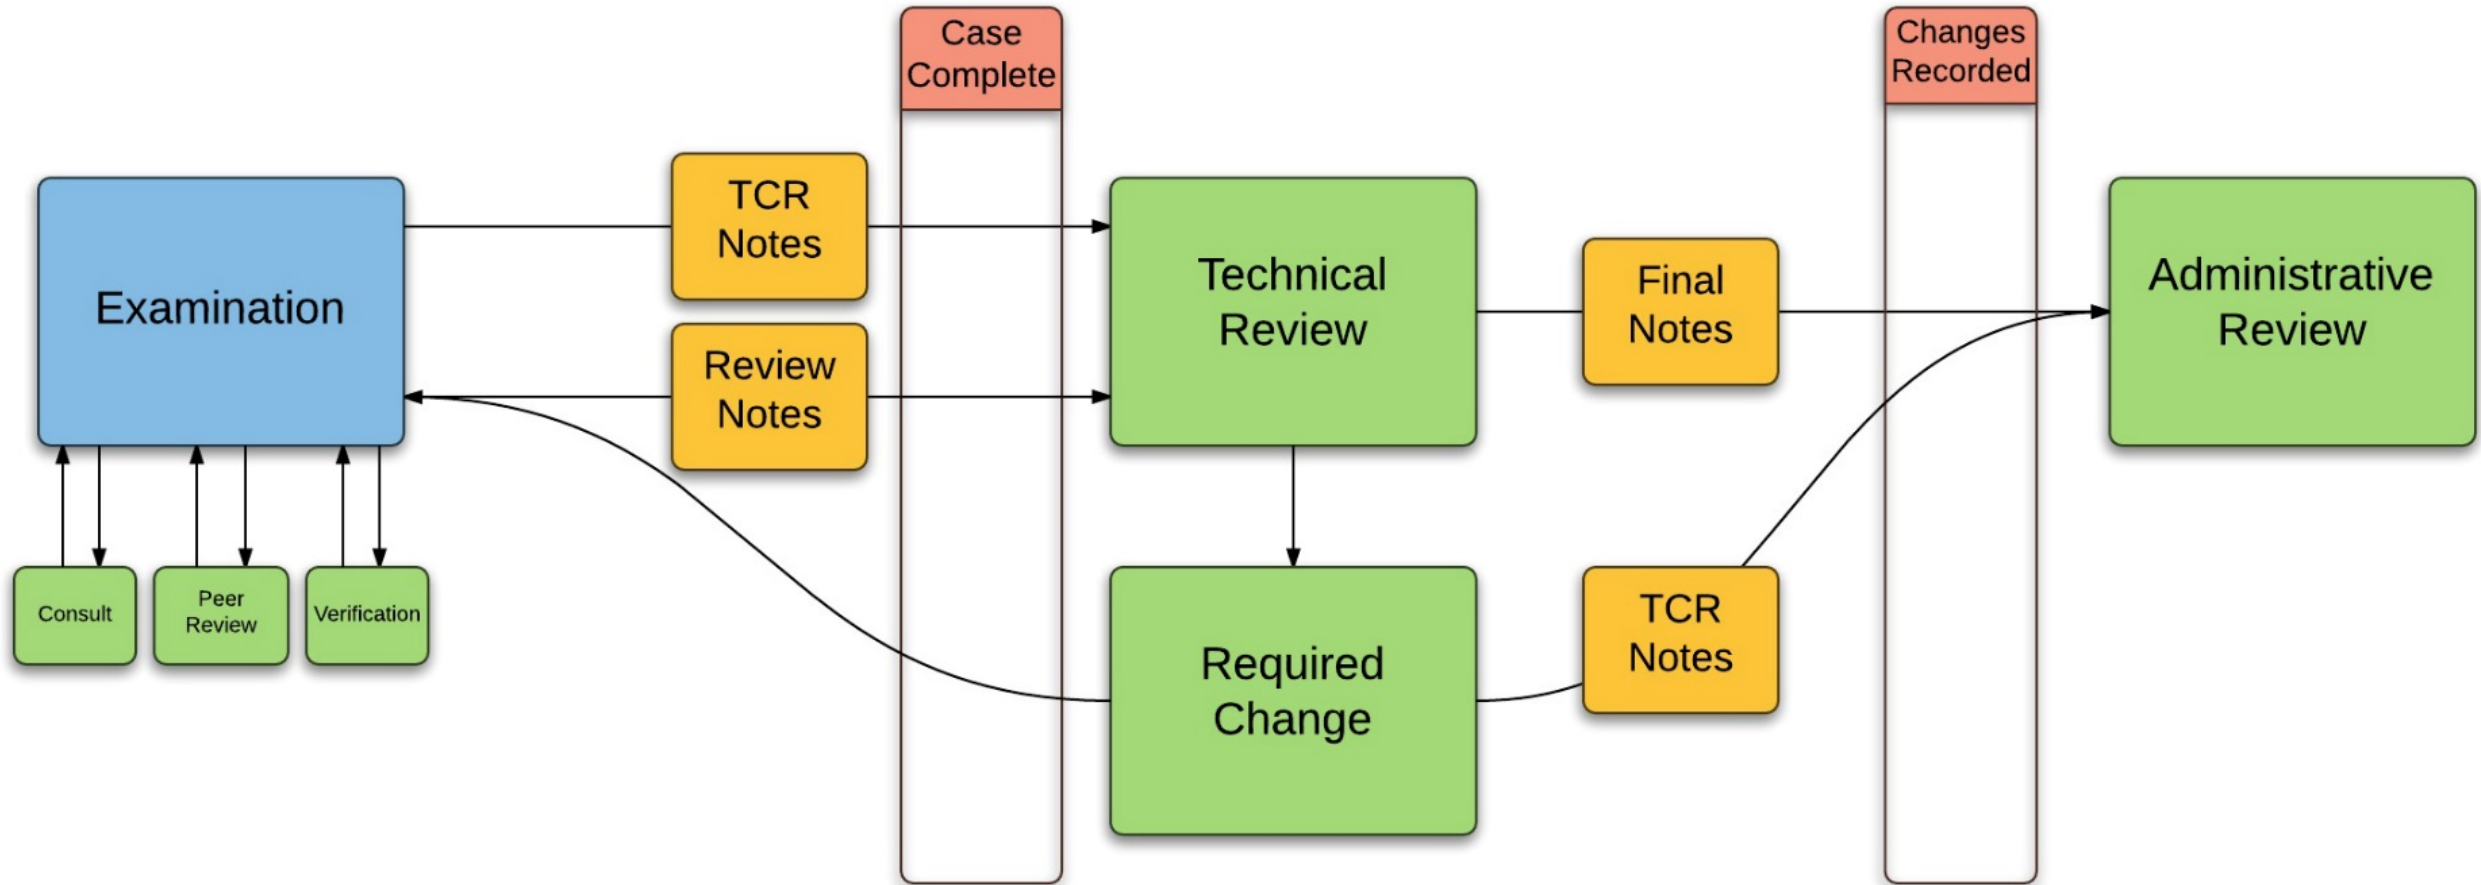 Case
Complete
Changes
Recorded
TCR
Notes
Examination
Review
Notes
Technical
Review
Final
Notes
Administrative
Review
Consult
Peer
Review
Verification
Required
Change
TCR
Notes